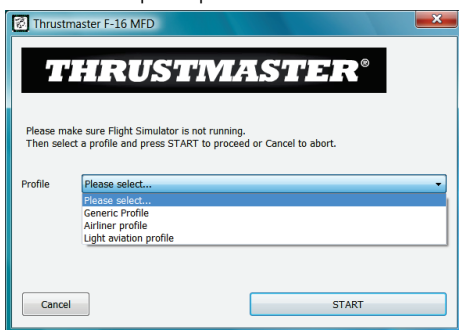 Thrustmaster F-16 MFD
THRUSTMASTER®
Please make sure Flight Simulator is not running.
Then select a profile and press START to proceed or Cancel to abort.
Profile
Please select...
Please select...
Generic Profile
Airliner profile
Light aviation profile
Cancel
START